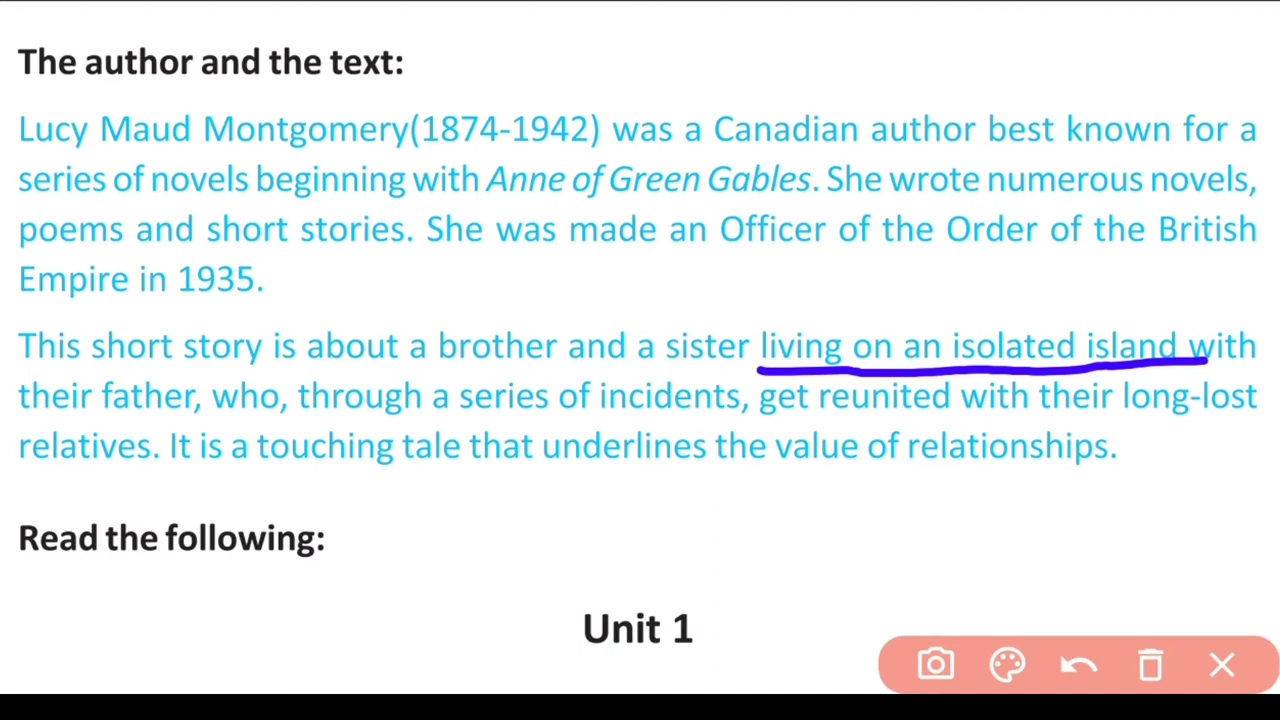 The author and the text:
Lucy Maud Montgomery(1874-1942) was a Canadian author best known for a
series of novels beginning with Anne of Green Gables. She wrote numerous novels,
poems and short stories. She was made an Officer of the Order of the British
Empire in 1935.
This short story is about a brother and a sister living on an isolated island with
their father, who, through a series of incidents, get reunited with their long-lost
relatives. It is a touching tale that underlines the value of relationships.
Read the following:
Unit 1